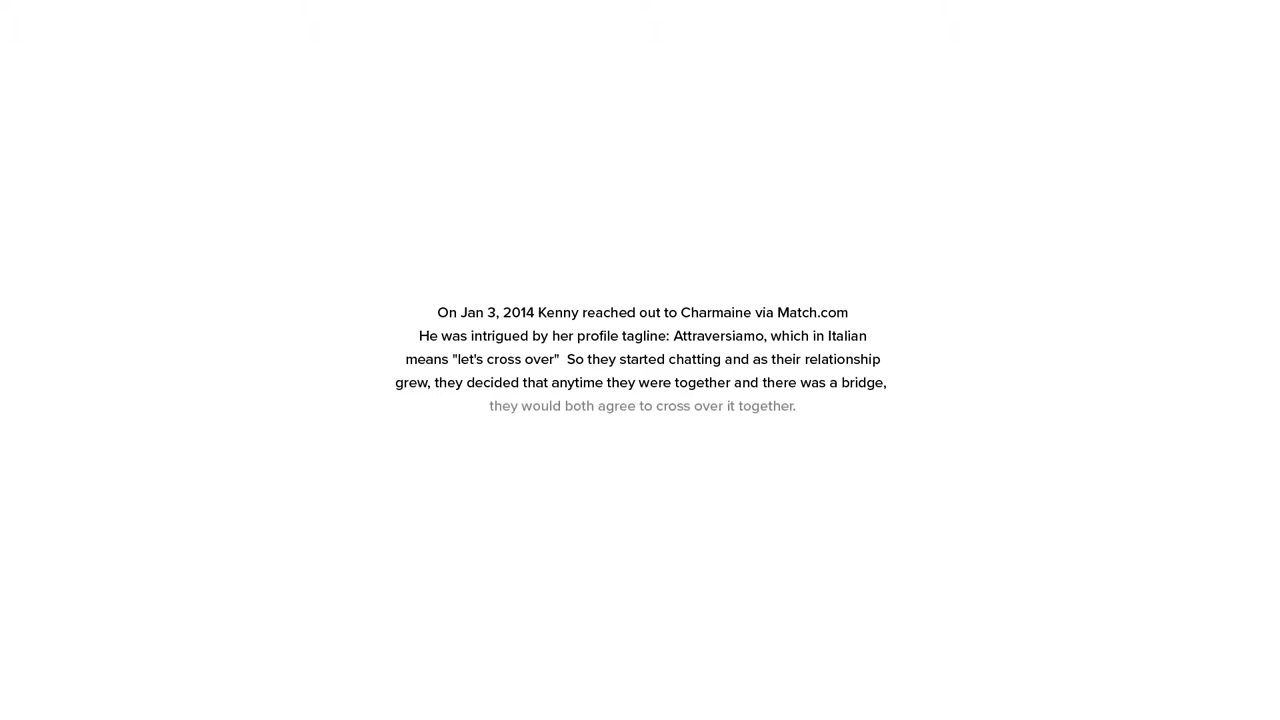 On Jan 3, 2014 Kenny reached out to Charmaine via Match.com
He was intrigued by her profile tagline: Attraversiamo, which in Italian
means "let's cross over"  So they started chatting and as their relationship
grew, they decided that anytime they were together and there was a bridge,
they would both agree to cross over it together.